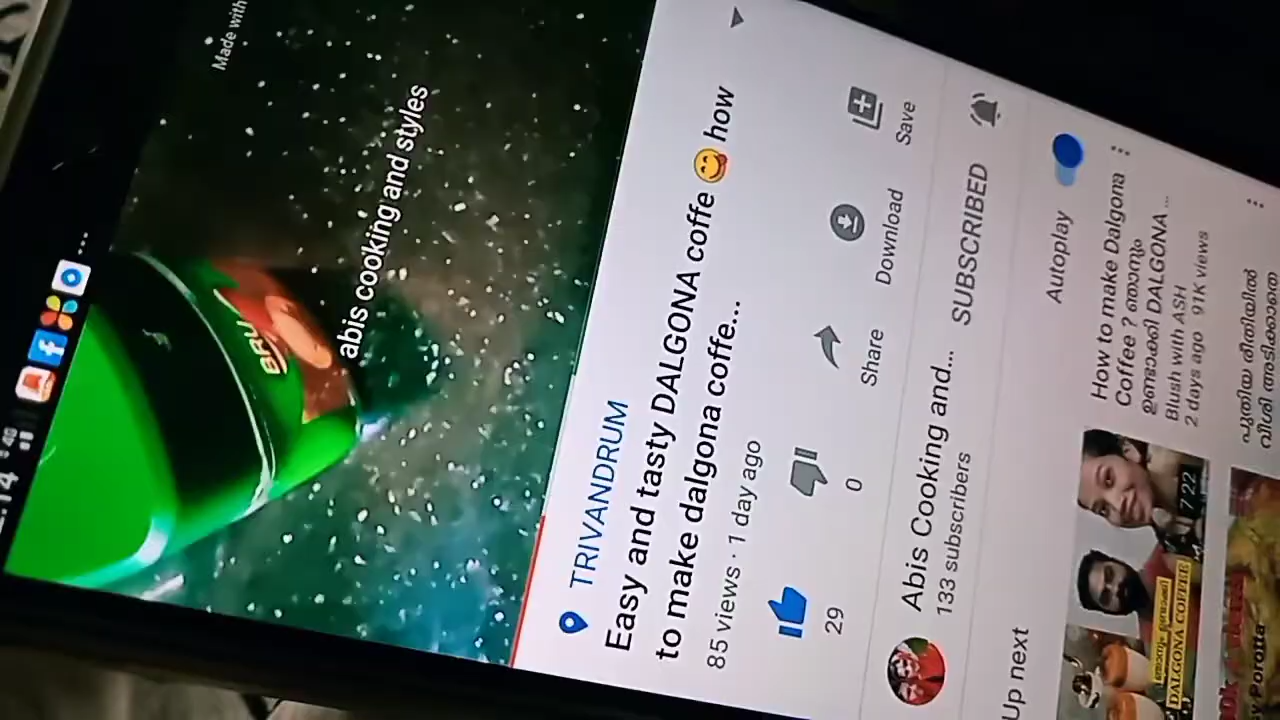 Made with
abis cooking and styles
BRU
TRIVANDRUM
Easy and tasty DALGONA coffe 😋 how
to make dalgona coffe...
85 views · 1 day ago
29
0
Share
Download
Save
Abis Cooking and...
133 subscribers
SUBSCRIBED
Up next
Autoplay
How to make Dalgona
Coffee ? ഞാനും
ഉണ്ടാക്കി DALGONA ...
Blush with ASH
2 days ago 91K views
7:22
DALGONA COFFEE
പുതിയ രീതിയിൽ
വീശി അടിക്കാതെ
Porotta